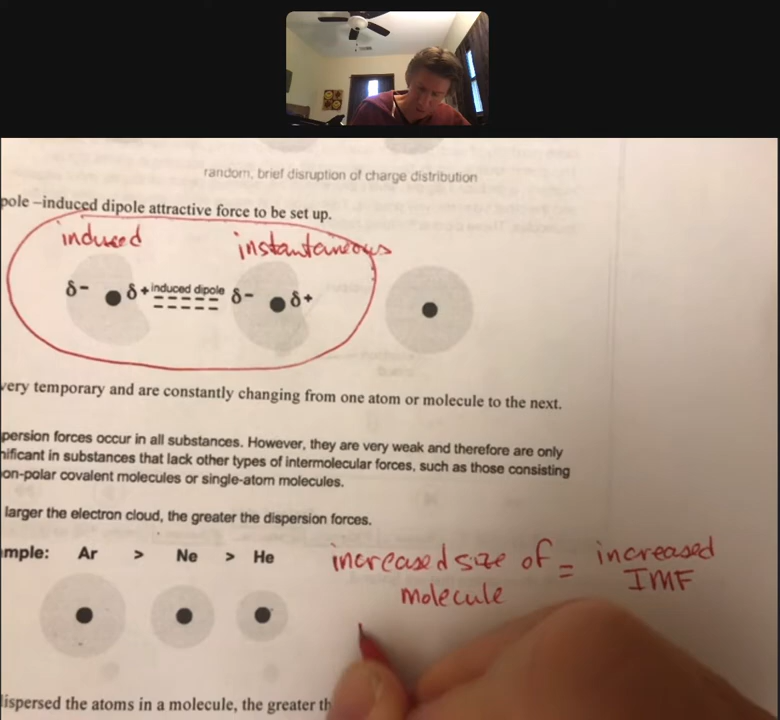 random, brief disruption of charge distribution
pole –induced dipole attractive force to be set up.
induced instantaneous
δ- δ+ induced dipole δ- δ+
very temporary and are constantly changing from one atom or molecule to the next.
persion forces occur in all substances. However, they are very weak and therefore are only
nificant in substances that lack other types of intermolecular forces, such as those consisting
on-polar covalent molecules or single-atom molecules.
larger the electron cloud, the greater the dispersion forces.
mple: Ar > Ne > He
increased size of = increased
molecule IMF
dispersed the atoms in a molecule, the greater th